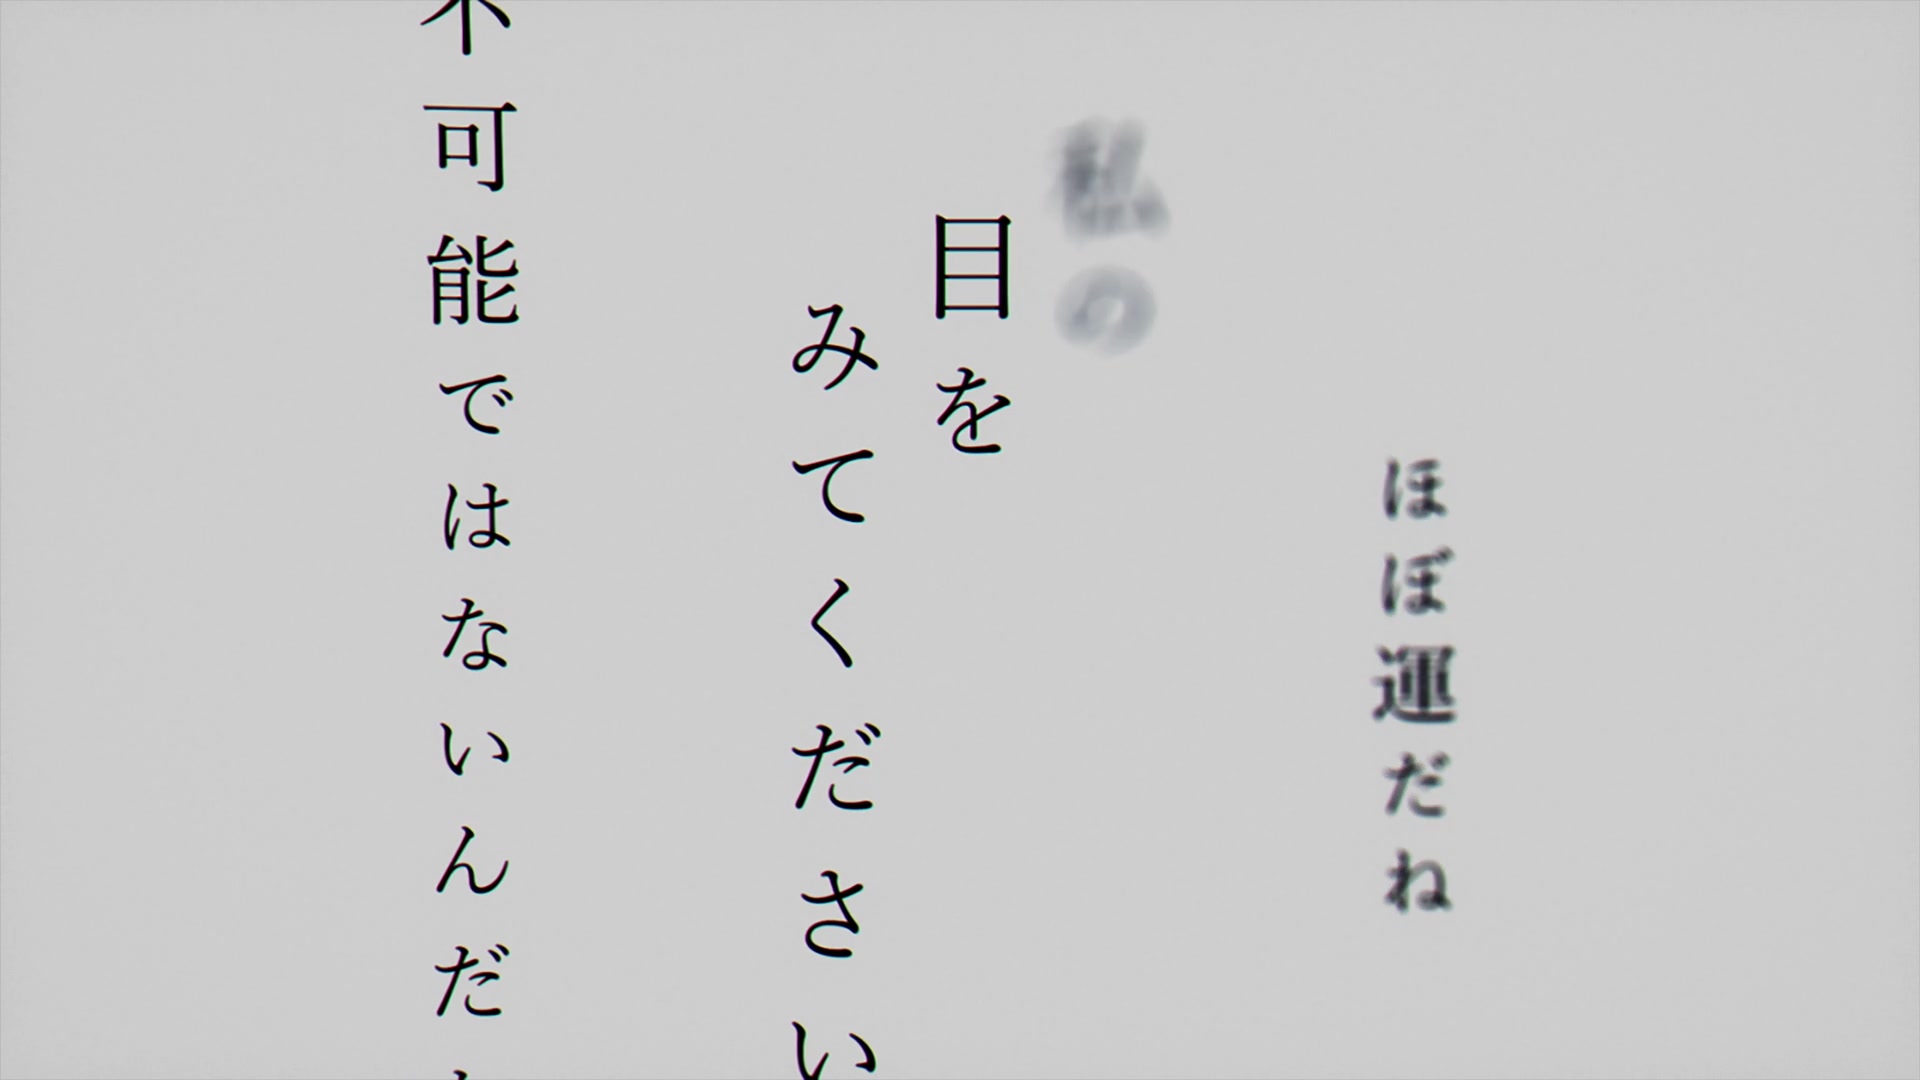 ほぼ運だね
私の
目を
みてください
不可能ではないんだ